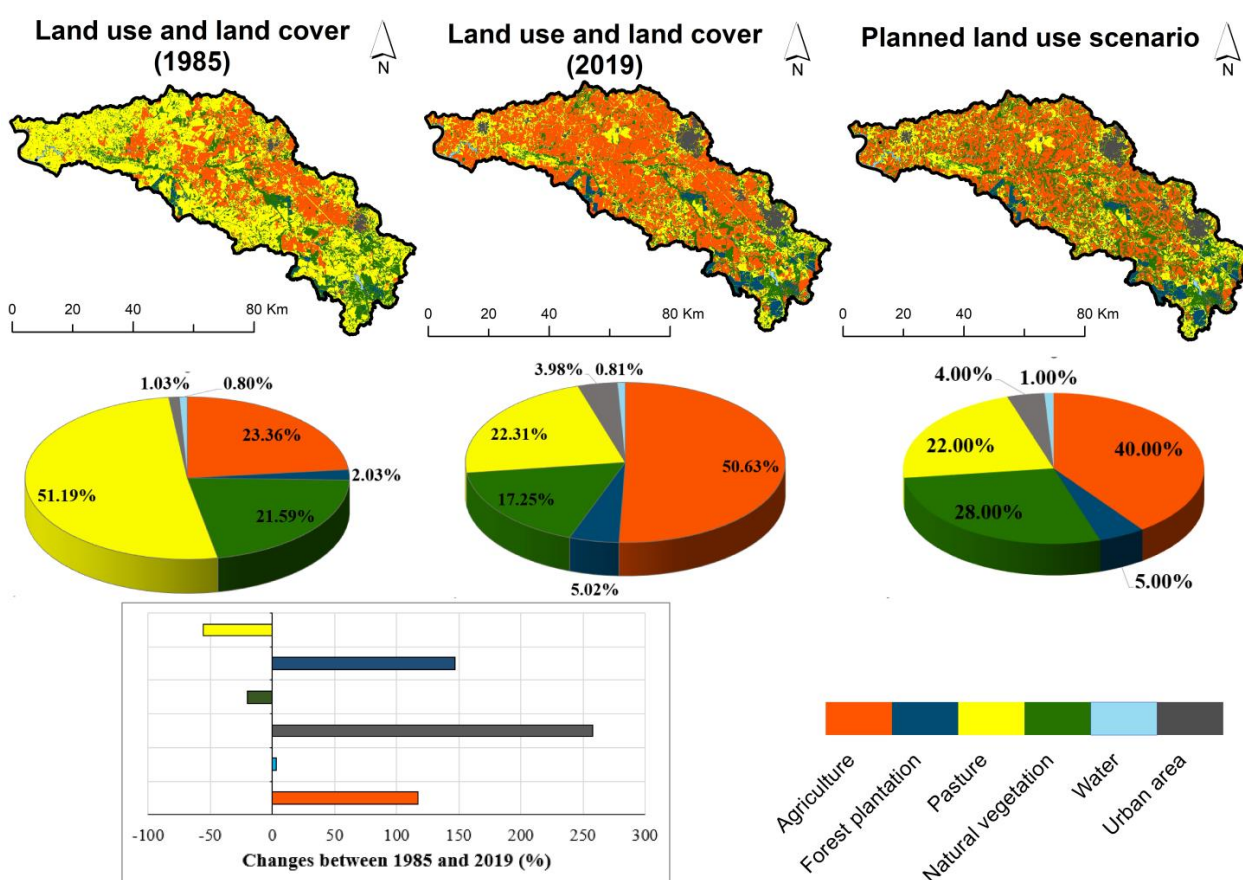 Land use and land cover
(1985)
N
Land use and land cover
(2019)
N
Planned land use scenario
N
0 20 40 80 Km
0 20 40 80 Km
0 20 40 80 Km
1.03%
0.80%
23.36%
2.03%
21.59%
51.19%
3.98%
0.81%
22.31%
50.63%
17.25%
5.02%
4.00%
1.00%
22.00%
40.00%
28.00%
5.00%
-100 -50 0 50 100 150 200 250 300
Changes between 1985 and 2019 (%)
Agriculture
Forest plantation
Pasture
Natural vegetation
Water
Urban area